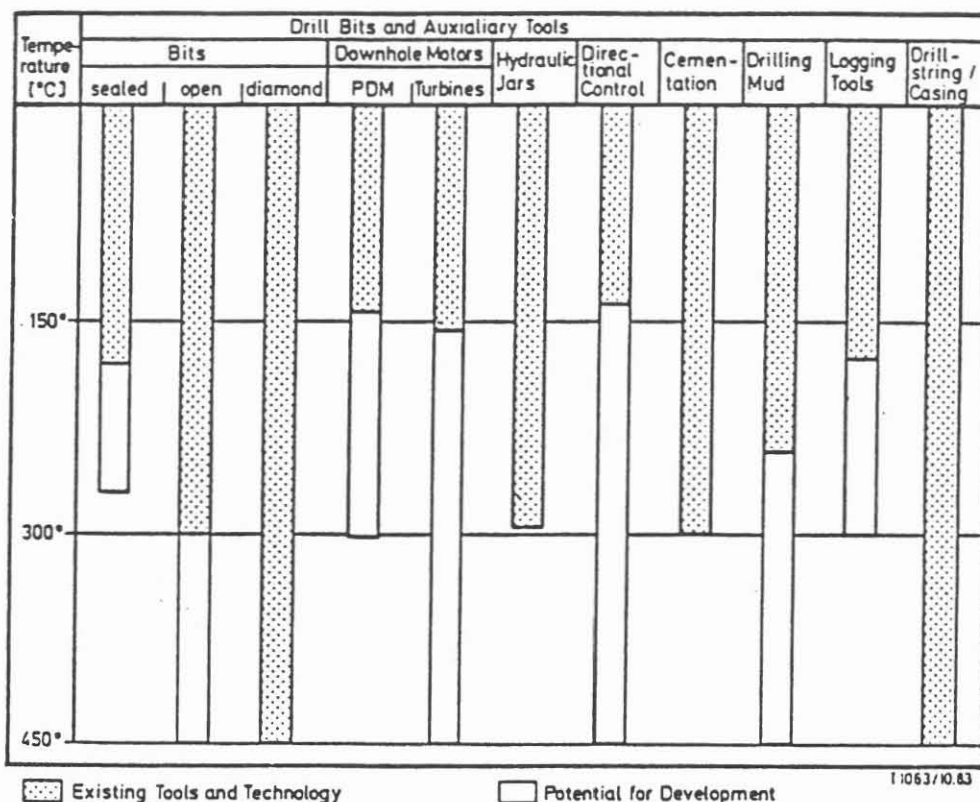 Drill Bits and Auxialiary Tools
Tempe-
rature
[°C]
Bits
Downhole Motors
Hydraulic
Jars
Direc-
tional
Control
Cemen-
tation
Drilling
Mud
Logging
Tools
Drill-
string /
Casing
sealed open diamond PDM Turbines
150°
300°
450°
Existing Tools and Technology
Potential for Development
T1063/10.83